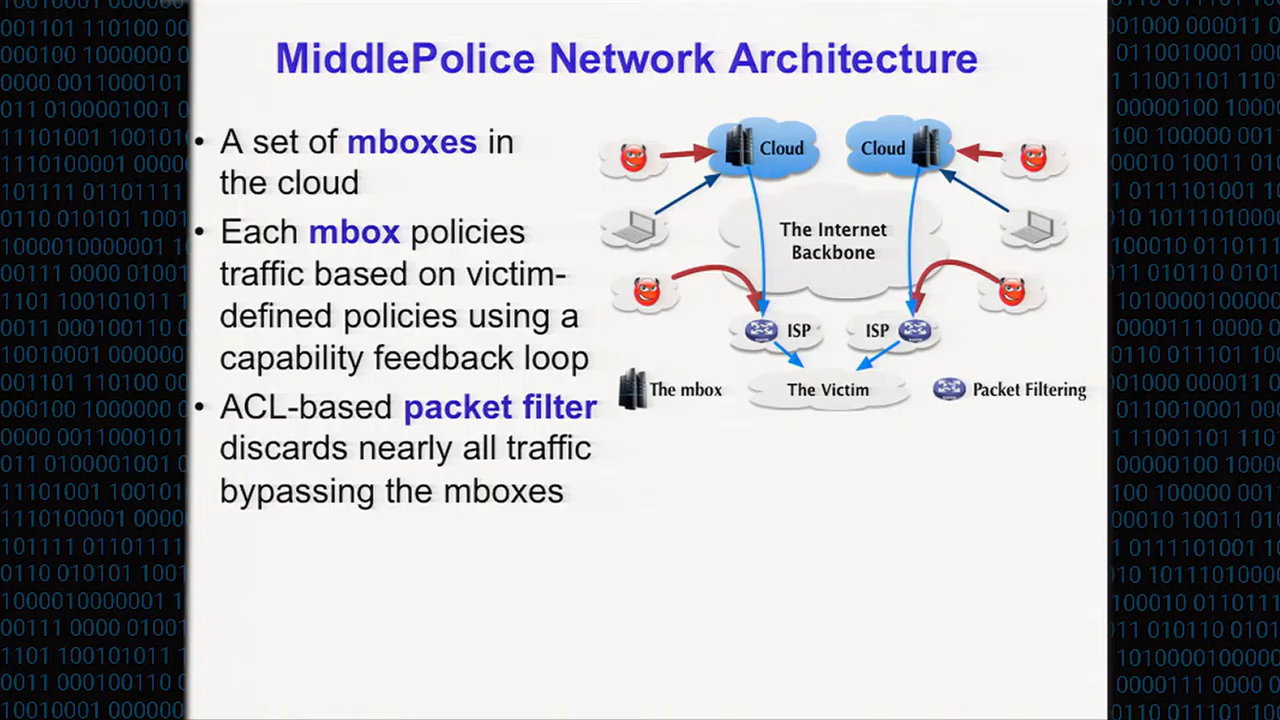 MiddlePolice Network Architecture
• A set of mboxes in
the cloud
• Each mbox policies
traffic based on victim-
defined policies using a
capability feedback loop
• ACL-based packet filter
discards nearly all traffic
bypassing the mboxes
Cloud
Cloud
The Internet
Backbone
ISP
ISP
The mbox
The Victim
Packet Filtering